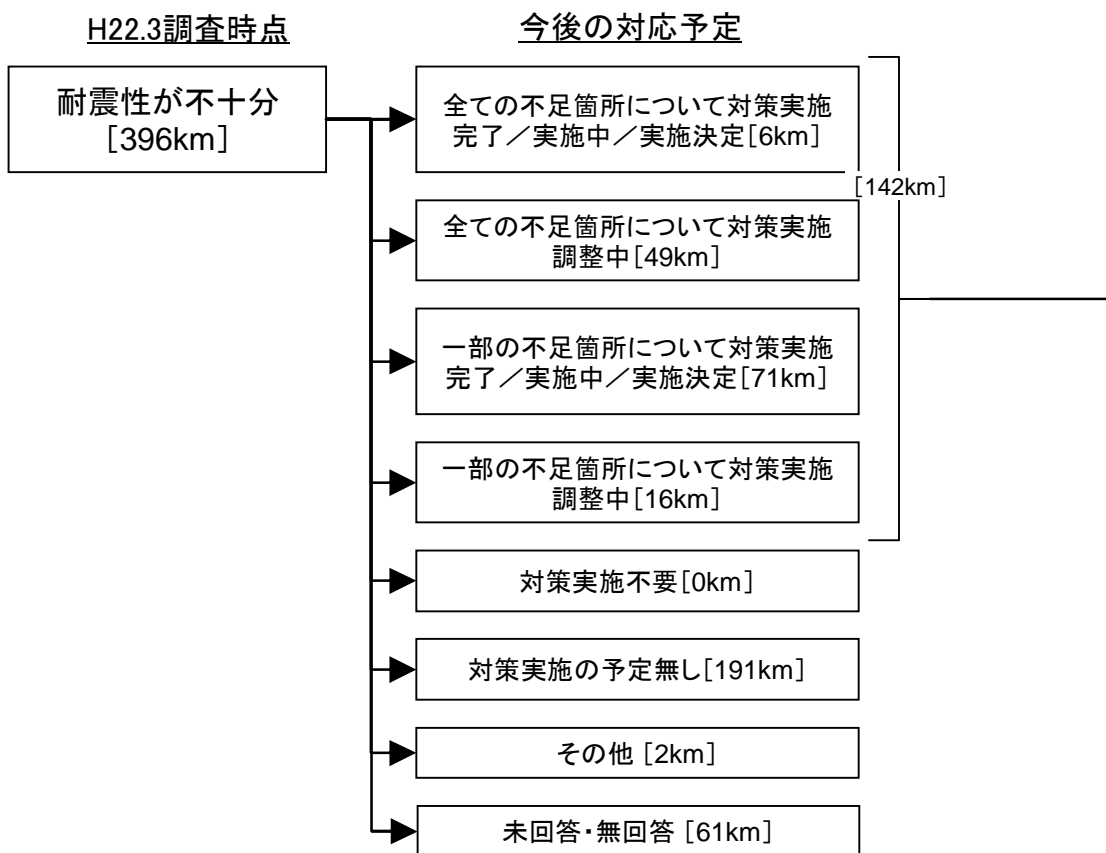 H22.3調査時点
今後の対応予定
耐震性が不十分
[396km]
全ての不足箇所について対策実施
完了／実施中／実施決定[6km]
[142km]
全ての不足箇所について対策実施
調整中[49km]
一部の不足箇所について対策実施
完了／実施中／実施決定[71km]
一部の不足箇所について対策実施
調整中[16km]
対策実施不要[0km]
対策実施の予定無し[191km]
その他 [2km]
未回答・無回答 [61km]